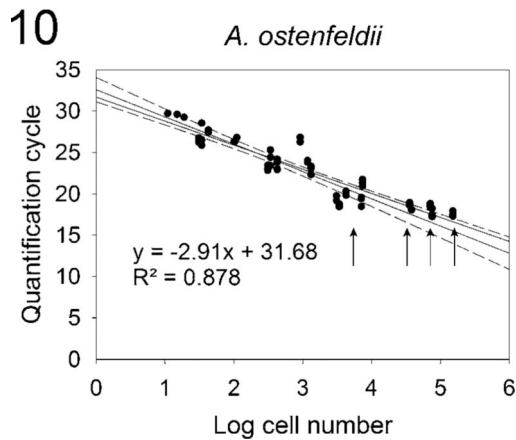 10
A. ostenfeldii
Quantification cycle
35
30
25
20
15
10
5
0
y = -2.91x + 31.68
R² = 0.878
0 1 2 3 4 5 6
Log cell number